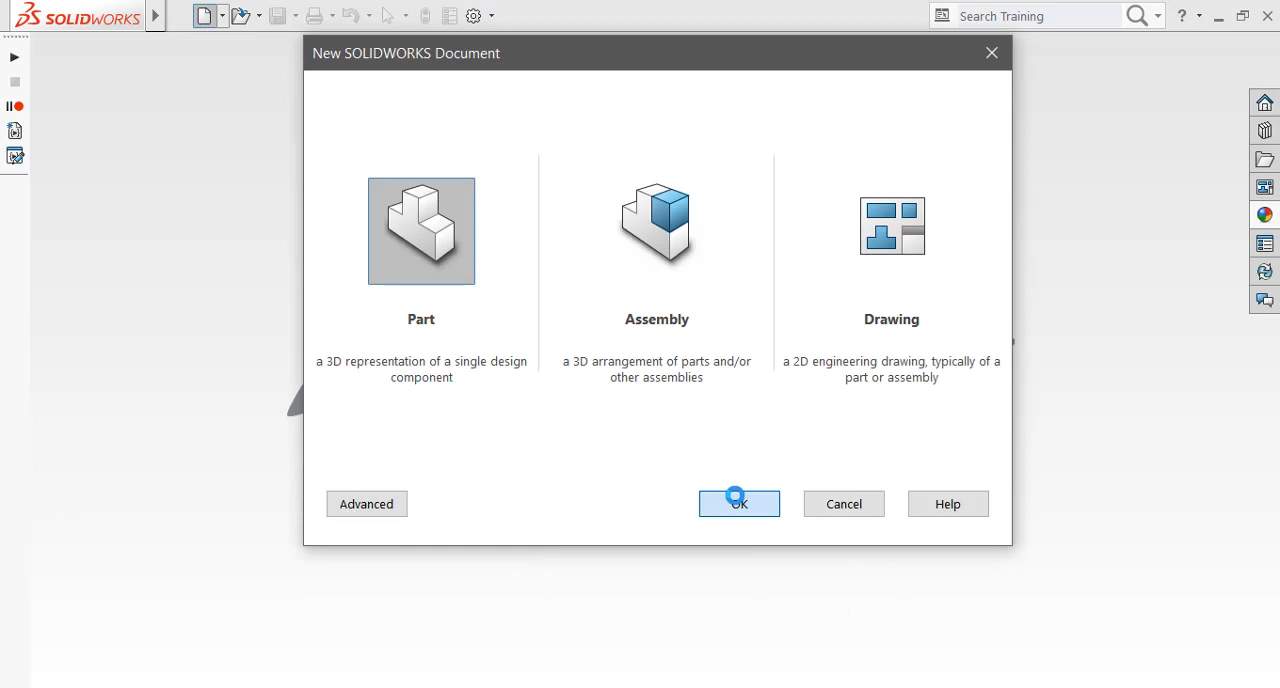 SOLIDWORKS
Search Training
?
New SOLIDWORKS Document
Part
Assembly
Drawing
a 3D representation of a single design
component
a 3D arrangement of parts and/or
other assemblies
a 2D engineering drawing, typically of a
part or assembly
Advanced
OK
Cancel
Help